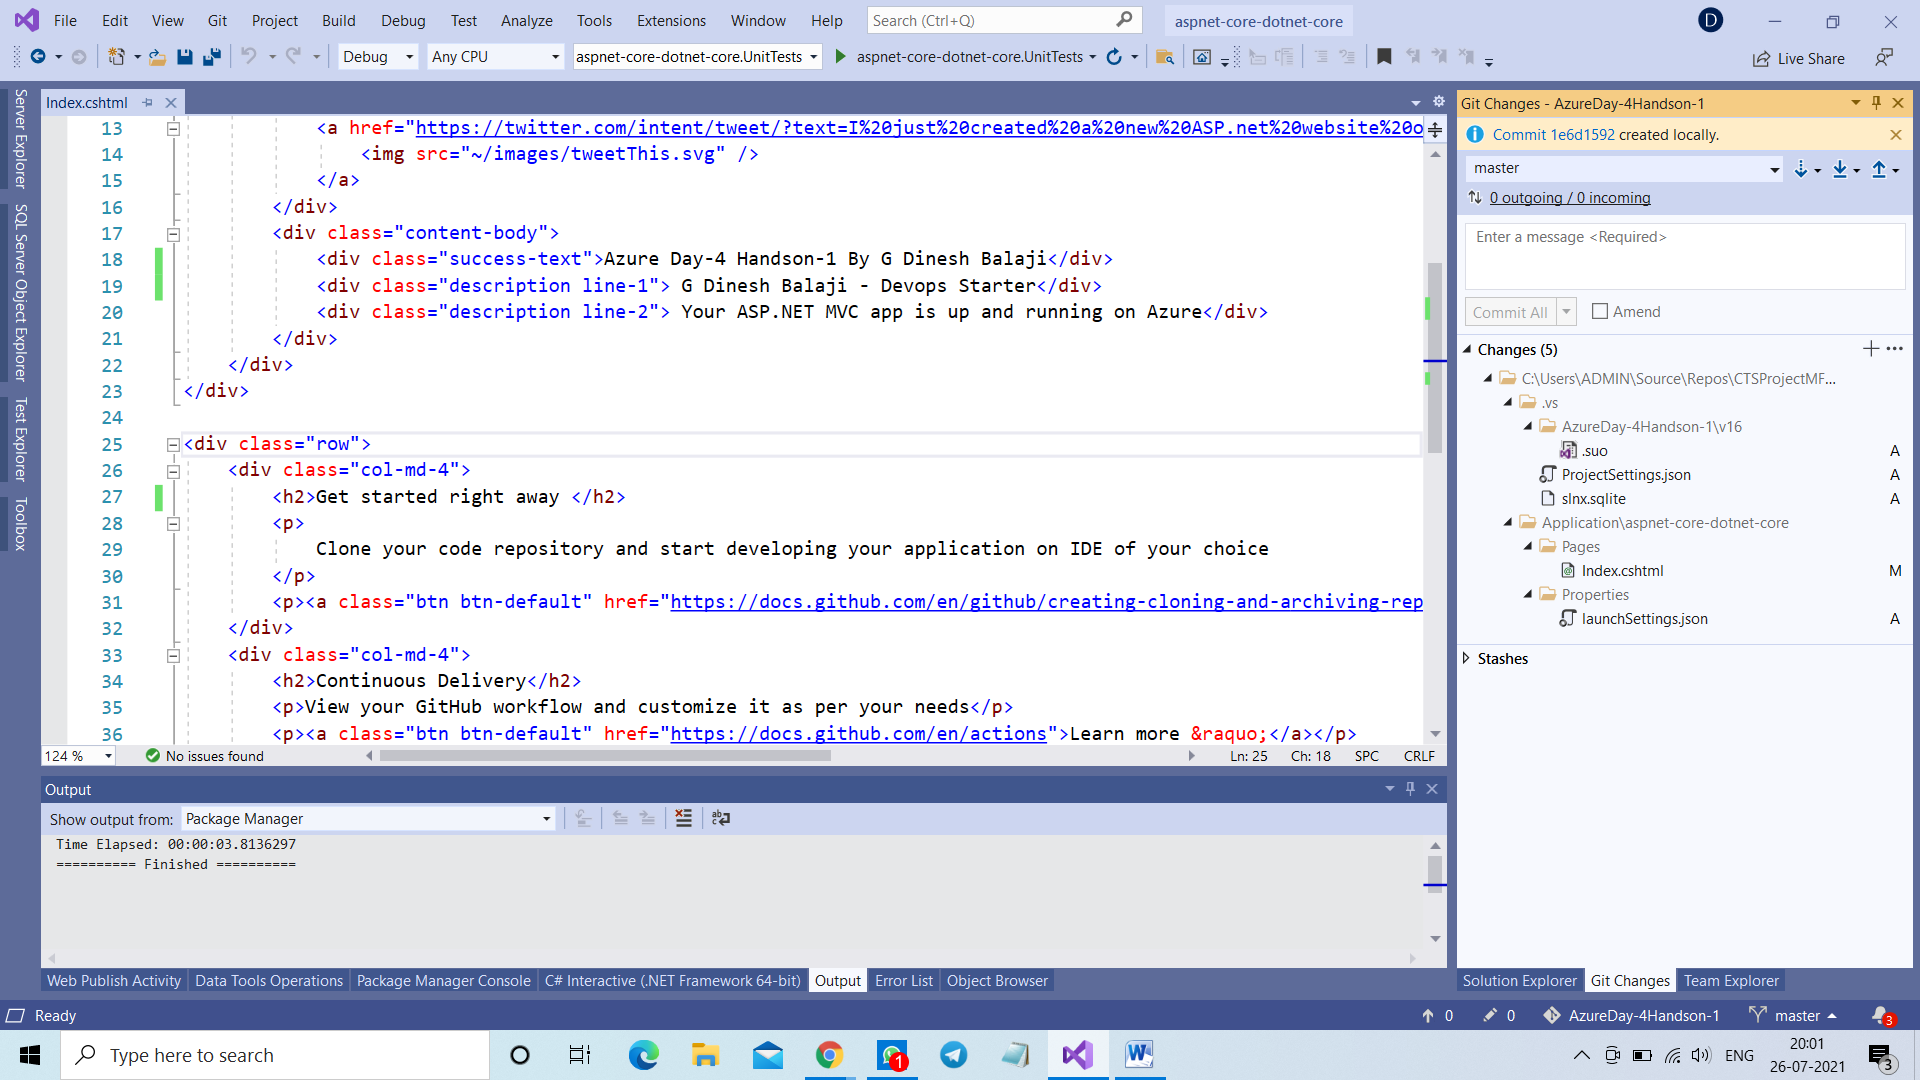 File Edit View Git Project Build Debug Test Analyze Tools Extensions Window Help Search (Ctrl+Q) aspnet-core-dotnet-core D
Debug Any CPU aspnet-core-dotnet-core.UnitTests aspnet-core-dotnet-core.UnitTests Live Share
Server Explorer
SQL Server Object Explorer
Test Explorer
Toolbox
Index.cshtml
13 <a href="https://twitter.com/intent/tweet/?text=I%20just%20created%20a%20new%20ASP.net%20website%20o
14 <img src="~/images/tweetThis.svg" />
15 </a>
16 </div>
17 <div class="content-body">
18 <div class="success-text">Azure Day-4 Handson-1 By G Dinesh Balaji</div>
19 <div class="description line-1"> G Dinesh Balaji - Devops Starter</div>
20 <div class="description line-2"> Your ASP.NET MVC app is up and running on Azure</div>
21 </div>
22 </div>
23 </div>
24
25 <div class="row">
26 <div class="col-md-4">
27 <h2>Get started right away </h2>
28 <p>
29 Clone your code repository and start developing your application on IDE of your choice
30 </p>
31 <p><a class="btn btn-default" href="https://docs.github.com/en/github/creating-cloning-and-archiving-rep
32 </div>
33 <div class="col-md-4">
34 <h2>Continuous Delivery</h2>
35 <p>View your GitHub workflow and customize it as per your needs</p>
36 <p><a class="btn btn-default" href="https://docs.github.com/en/actions">Learn more &raquo;</a></p>
124 % No issues found Ln: 25 Ch: 18 SPC CRLF
Output
Show output from: Package Manager
Time Elapsed: 00:00:03.8136297
========== Finished ==========
Web Publish Activity Data Tools Operations Package Manager Console C# Interactive (.NET Framework 64-bit) Output Error List Object Browser
Git Changes - AzureDay-4Handson-1
Commit 1e6d1592 created locally.
master
0 outgoing / 0 incoming
Enter a message <Required>
Commit All Amend
Changes (5)
C:\Users\ADMIN\Source\Repos\CTSProjectMF...
.vs
AzureDay-4Handson-1\v16
.suo A
ProjectSettings.json A
slnx.sqlite A
Application\aspnet-core-dotnet-core
Pages
Index.cshtml M
Properties
launchSettings.json A
Stashes
Solution Explorer Git Changes Team Explorer
Ready 0 0 AzureDay-4Handson-1 master 3
Type here to search 1 W ENG 20:01
26-07-2021 3